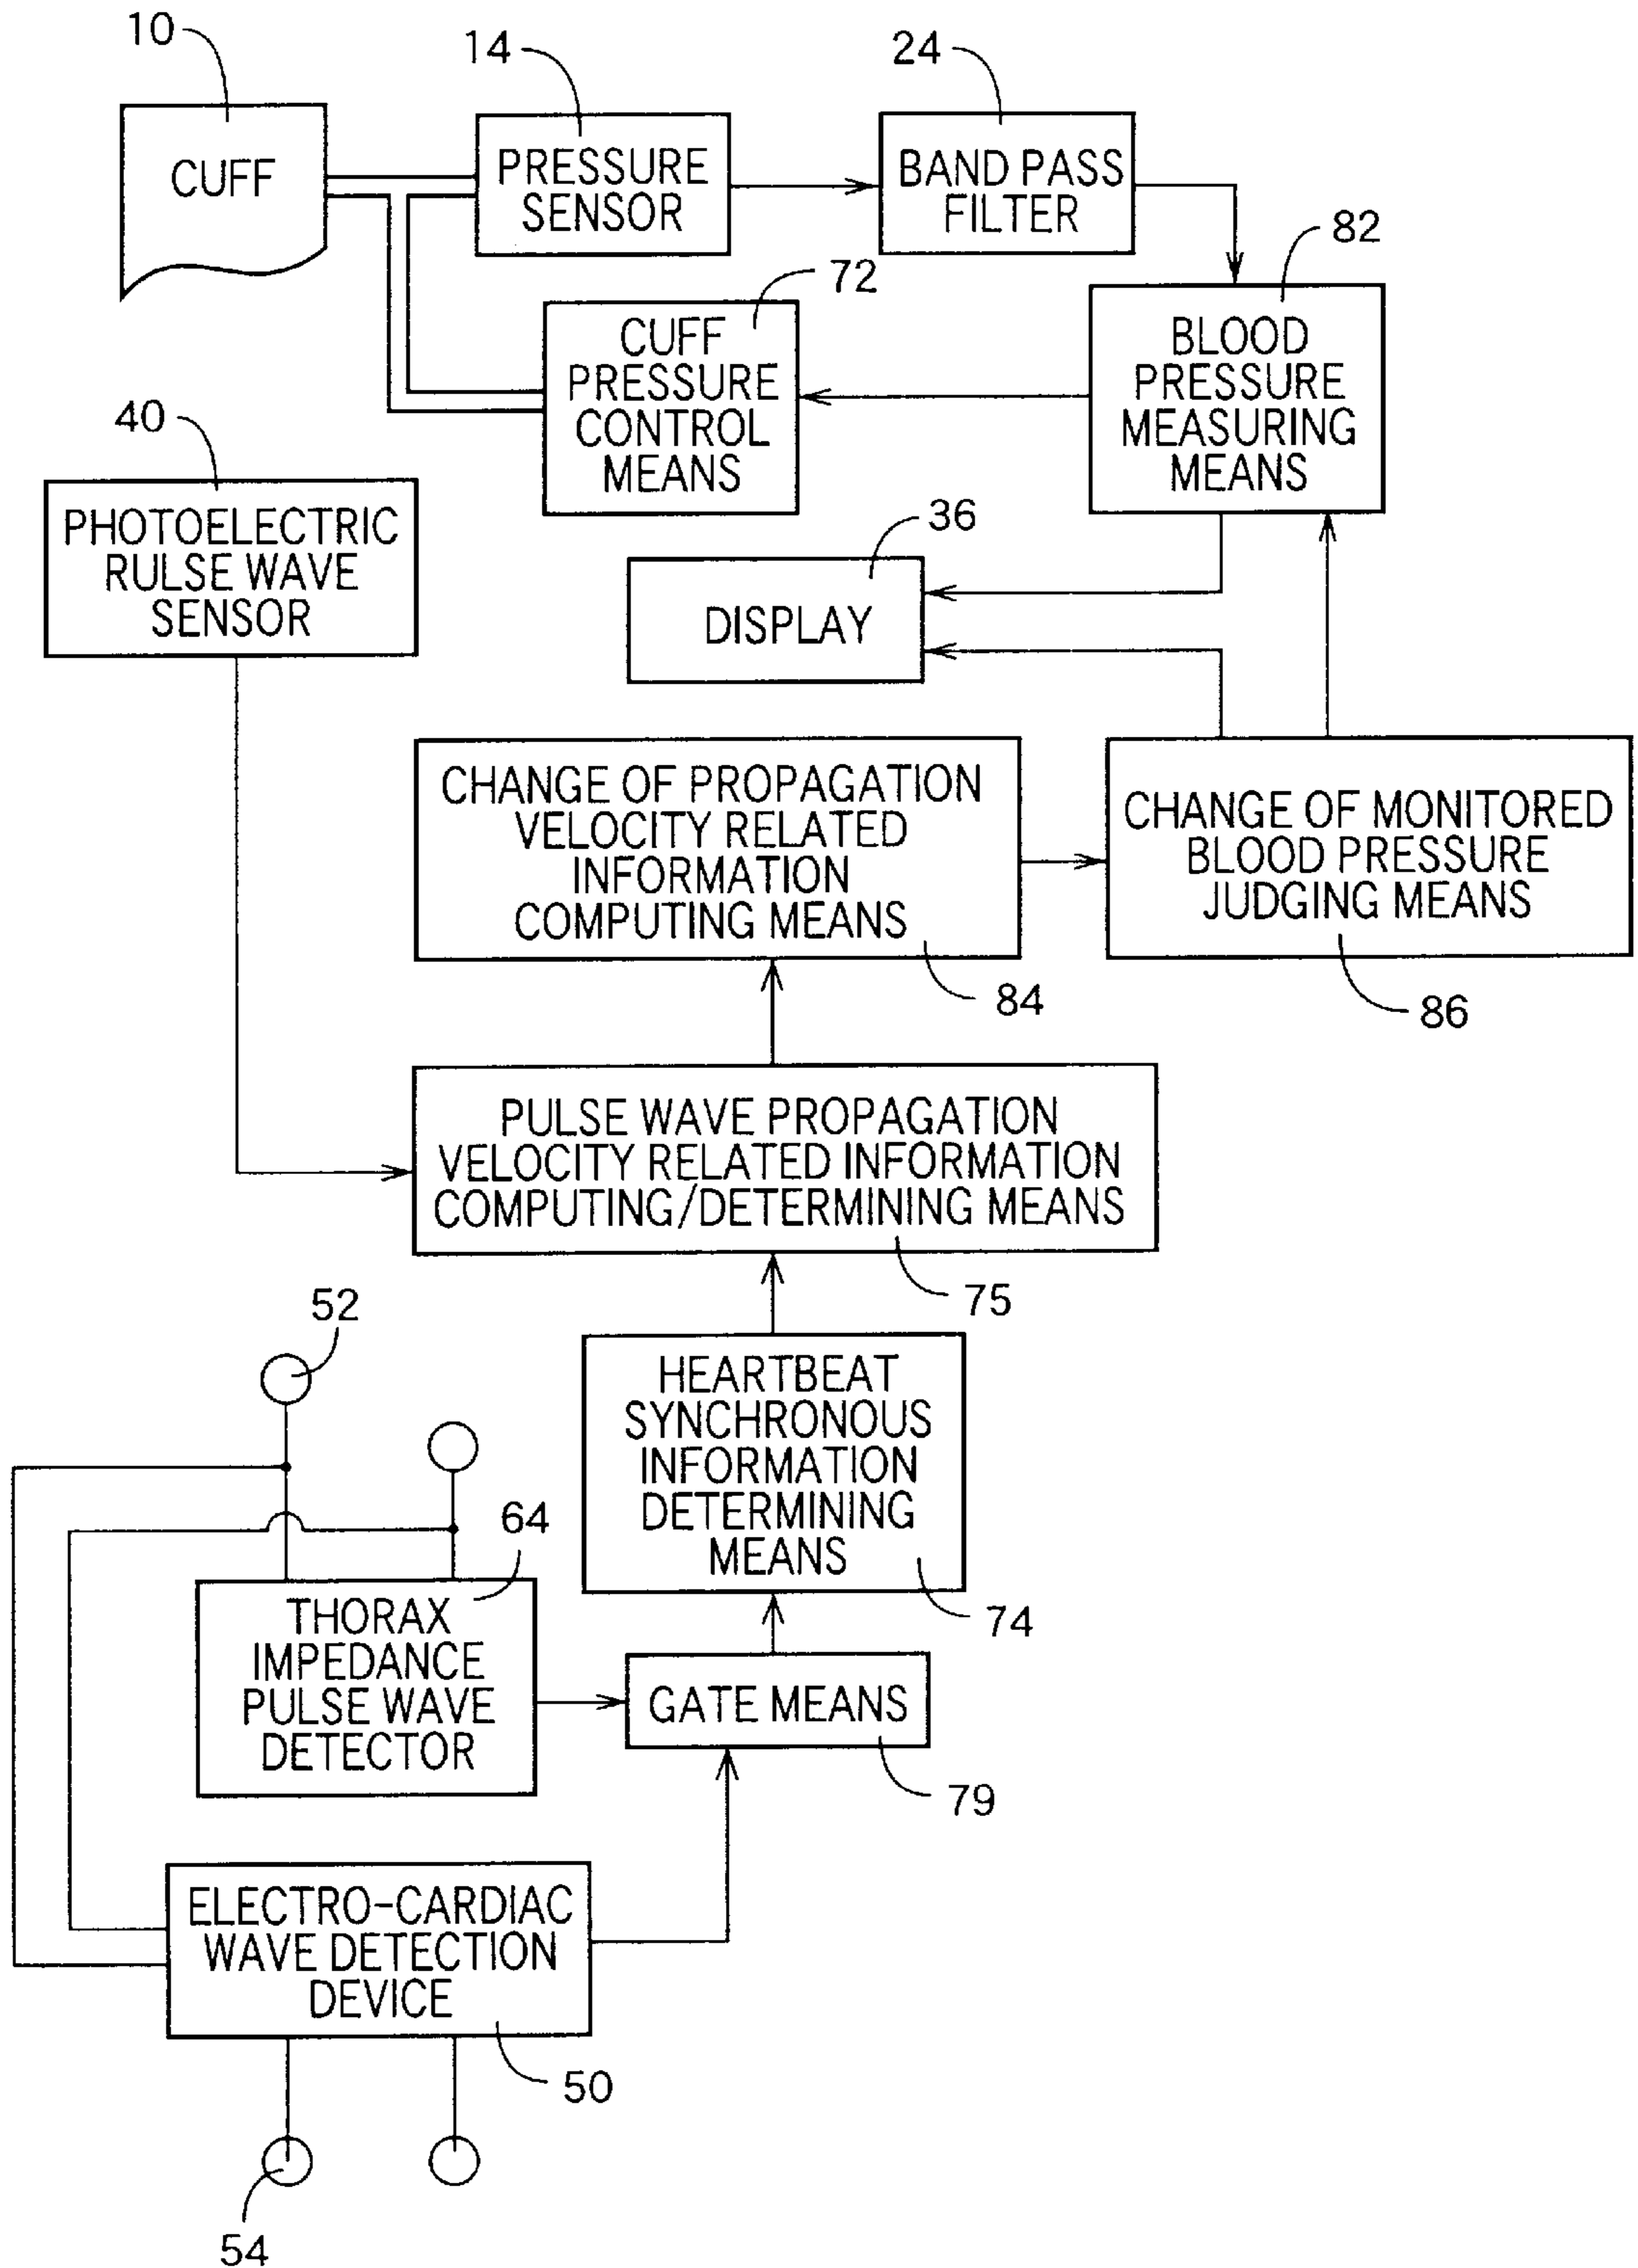 10
14
24
CUFF
PRESSURE
SENSOR
BAND PASS
FILTER
82
72
CUFF
PRESSURE
CONTROL
MEANS
BLOOD
PRESSURE
MEASURING
MEANS
40
PHOTOELECTRIC
RULSE WAVE
SENSOR
36
DISPLAY
CHANGE OF PROPAGATION
VELOCITY RELATED
INFORMATION
COMPUTING MEANS
84
CHANGE OF MONITORED
BLOOD PRESSURE
JUDGING MEANS
86
PULSE WAVE PROPAGATION
VELOCITY RELATED INFORMATION
COMPUTING/DETERMINING MEANS
75
52
HEARTBEAT
SYNCHRONOUS
INFORMATION
DETERMINING
MEANS
74
64
THORAX
IMPEDANCE
PULSE WAVE
DETECTOR
GATE MEANS
79
ELECTRO-CARDIAC
WAVE DETECTION
DEVICE
50
54